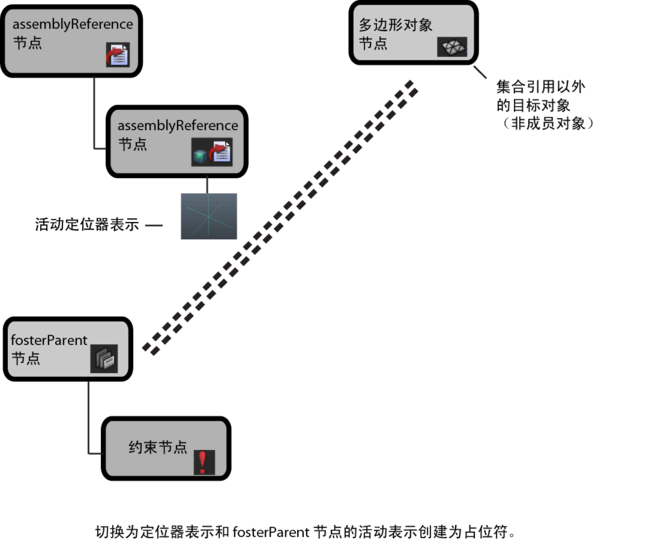 assemblyReference
节点
多边形对象
节点
集合引用以外
的目标对象
（非成员对象）
assemblyReference
节点
活动定位器表示
fosterParent
节点
约束节点
切换为定位器表示和 fosterParent 节点的活动表示创建为占位符。